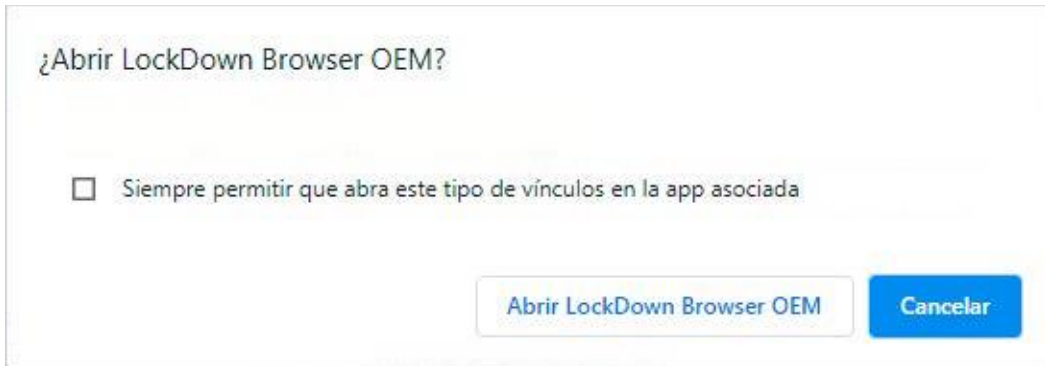 ¿Abrir LockDown Browser OEM?
Siempre permitir que abra este tipo de vínculos en la app asociada
Abrir LockDown Browser OEM
Cancelar